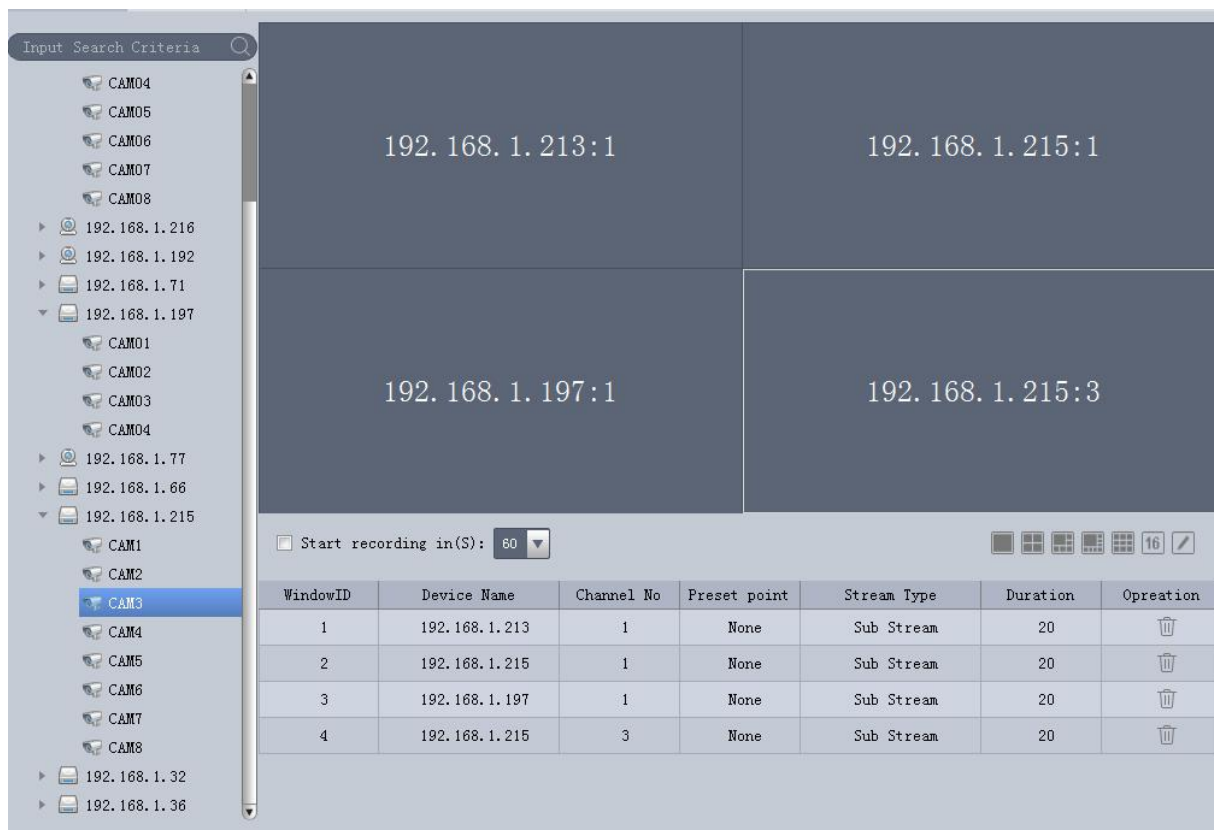 Input Search Criteria
CAM04
CAM05
CAM06
CAM07
CAM08
192.168.1.216
192.168.1.192
192.168.1.71
192.168.1.197
CAM01
CAM02
CAM03
CAM04
192.168.1.77
192.168.1.66
192.168.1.215
CAM1
CAM2
CAM3
CAM4
CAM5
CAM6
CAM7
CAM8
192.168.1.32
192.168.1.36
192.168.1.213:1 192.168.1.215:1
192.168.1.197:1 192.168.1.215:3
Start recording in(S): 60 16
WindowID Device Name Channel No Preset point Stream Type Duration Opreation
1 192.168.1.213 1 None Sub Stream 20
2 192.168.1.215 1 None Sub Stream 20
3 192.168.1.197 1 None Sub Stream 20
4 192.168.1.215 3 None Sub Stream 20